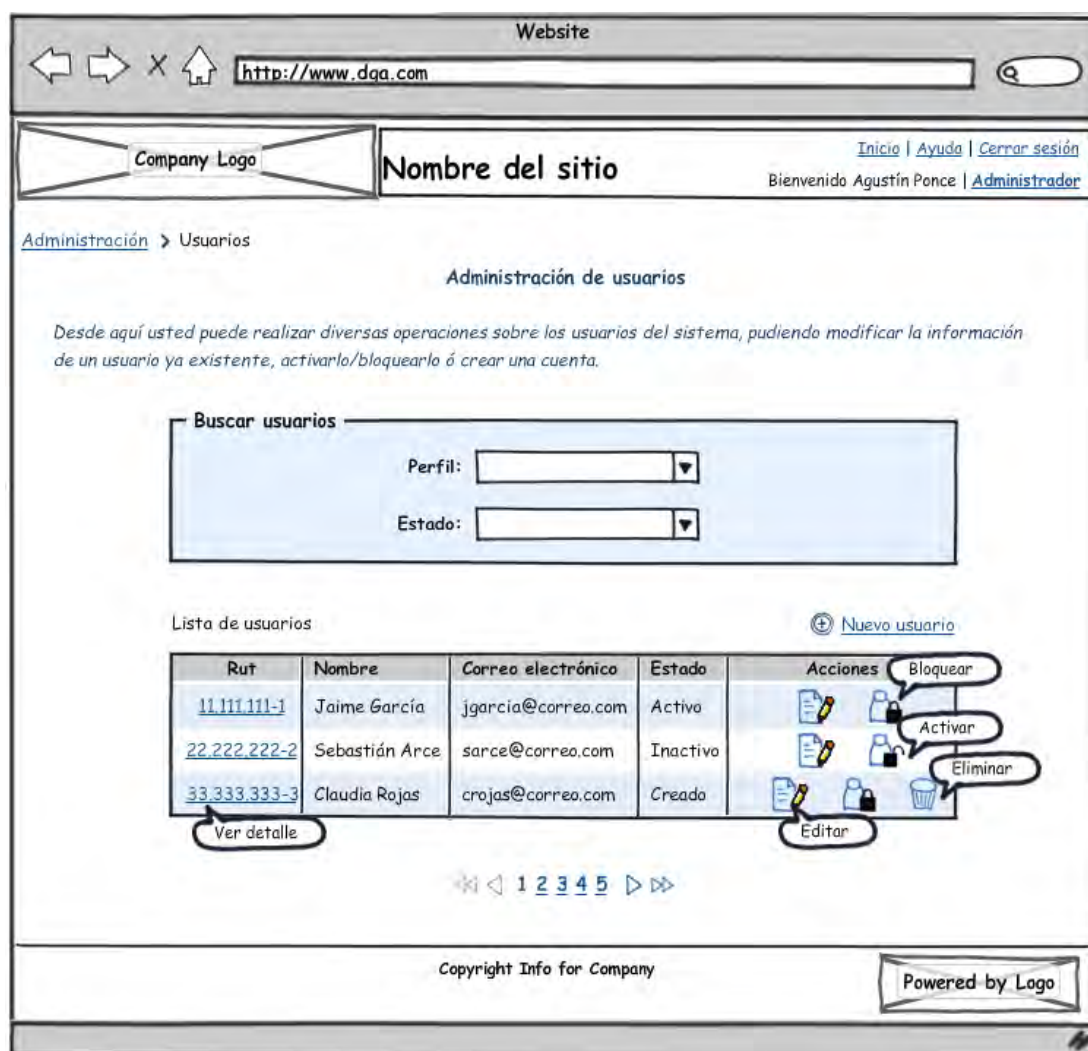 Website
http://www.dga.com
Company Logo
Nombre del sitio
Inicio | Ayuda | Cerrar sesión
Bienvenido Agustín Ponce | Administrador
Administración > Usuarios
Administración de usuarios
Desde aquí usted puede realizar diversas operaciones sobre los usuarios del sistema, pudiendo modificar la información
de un usuario ya existente, activarlo/bloquearlo ó crear una cuenta.
Buscar usuarios
Perfil:
Estado:
Lista de usuarios
Nuevo usuario
Rut Nombre Correo electrónico Estado Acciones
Bloquear
11.111.111-1 Jaime García jgarcia@correo.com Activo
Activar
22.222.222-2 Sebastián Arce sarce@correo.com Inactivo
Eliminar
33.333.333-3 Claudia Rojas crojas@correo.com Creado
Ver detalle
Editar
1 2 3 4 5
Copyright Info for Company
Powered by Logo